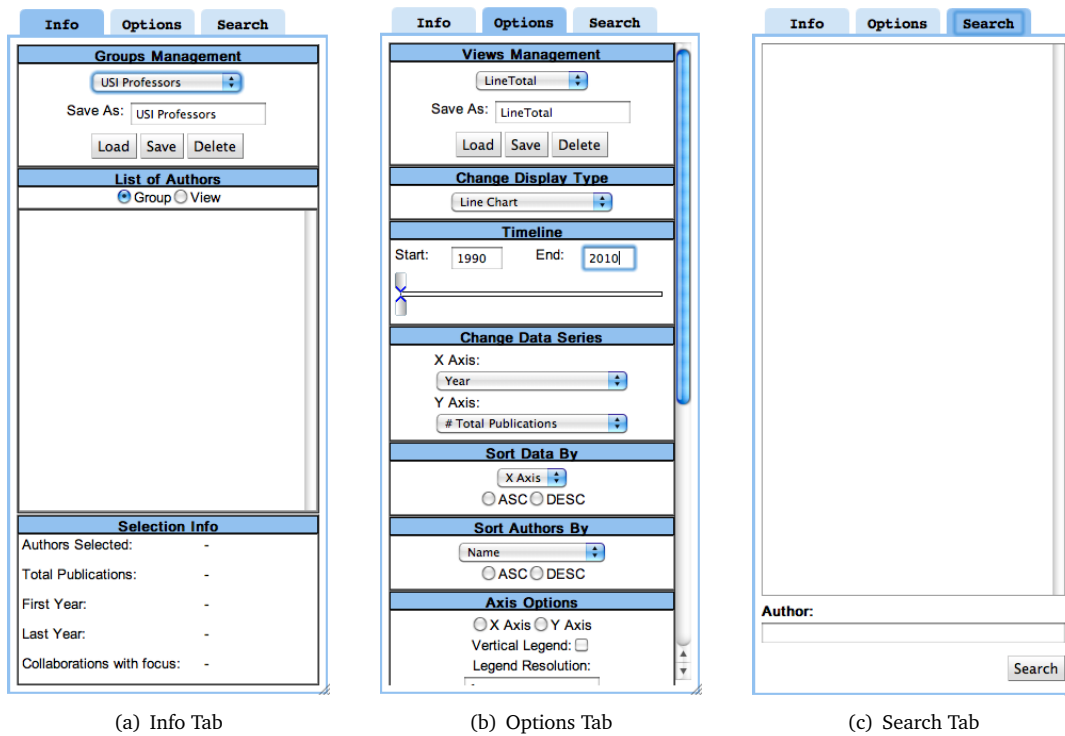 Info Options Search
Groups Management
USI Professors
Save As: USI Professors
Load Save Delete
List of Authors
Group View
Selection Info
Authors Selected: -
Total Publications: -
First Year: -
Last Year: -
Collaborations with focus: -
(a) Info Tab
Info Options Search
Views Management
LineTotal
Save As: LineTotal
Load Save Delete
Change Display Type
Line Chart
Timeline
Start: 1990 End: 2010
Change Data Series
X Axis:
Year
Y Axis:
# Total Publications
Sort Data By
X Axis
ASC DESC
Sort Authors By
Name
ASC DESC
Axis Options
X Axis Y Axis
Vertical Legend:
Legend Resolution:
(b) Options Tab
Info Options Search
Author:
Search
(c) Search Tab